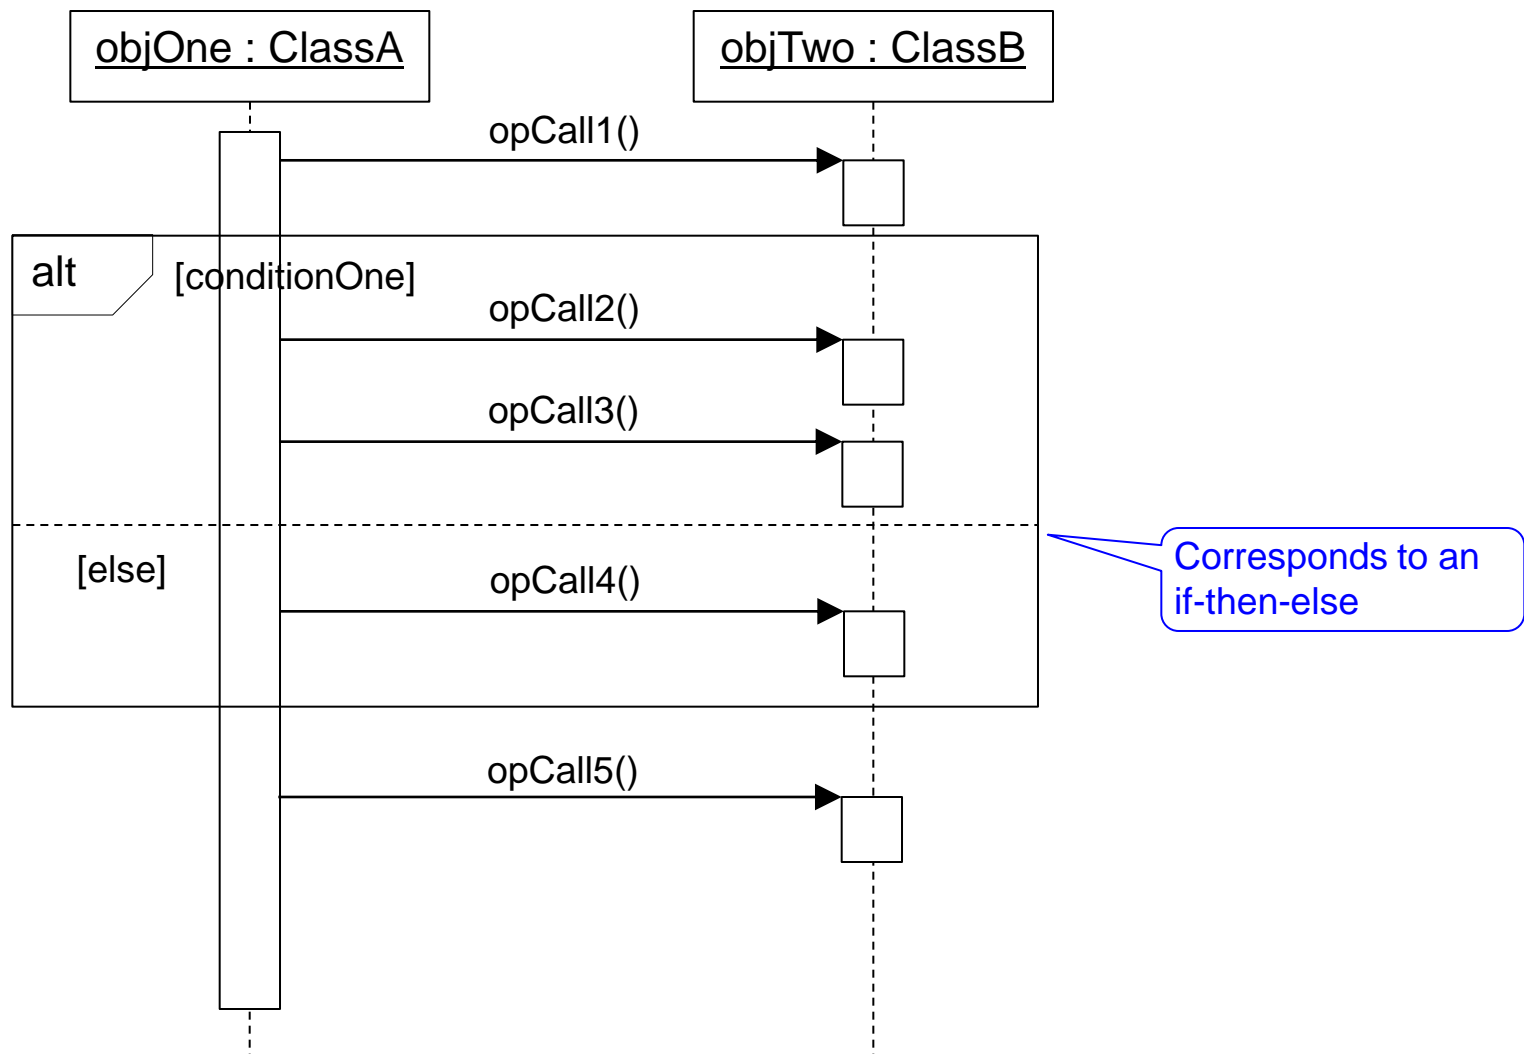 objOne : ClassA
objTwo : ClassB
opCall1()
alt
[conditionOne]
opCall2()
opCall3()
[else]
opCall4()
Corresponds to an
if-then-else
opCall5()